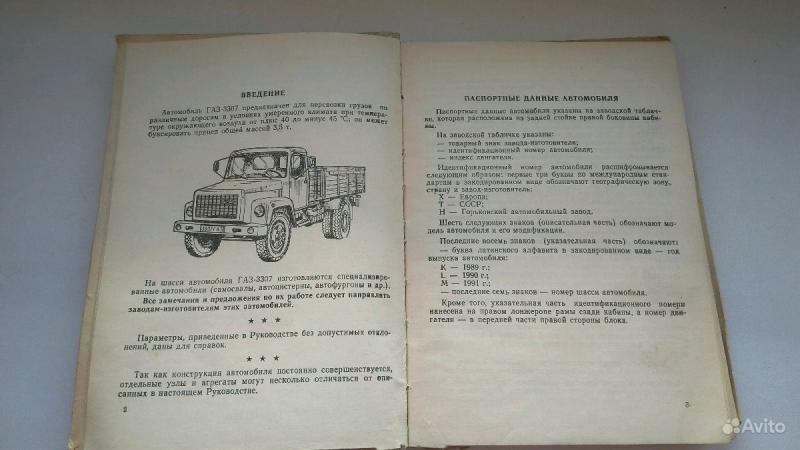 ВВЕДЕНИЕ
Автомобиль ГАЗ-3307 предназначен для перевозки грузов по
различным дорогам в условиях умеренного климата при темпера-
туре окружающего воздуха от плюс 40 до минус 45 °С; он может
буксировать прицеп общей массой 3,5 т.
На шасси автомобиля ГАЗ-3307 изготовляются специализиро-
ванные автомобили (самосвалы, автоцистерны, автофургоны и др.).
Все замечания и предложения по их работе следует направлять
заводам-изготовителям этих автомобилей.
★ ★ ★
Параметры, приведенные в Руководстве без допустимых откло-
нений, даны для справок.
★ ★ ★
Так как конструкция автомобиля постоянно совершенствуется,
отдельные узлы и агрегаты могут несколько отличаться от опи-
санных в настоящем Руководстве.
2
ПАСПОРТНЫЕ ДАННЫЕ АВТОМОБИЛЯ
Паспортные данные автомобиля указаны на заводской таблич-
ке, которая расположена на задней стойке правой боковины каби-
ны.
На заводской табличке указаны:
— товарный знак завода-изготовителя;
— идентификационный номер автомобиля;
— индекс двигателя.
Идентификационный номер автомобиля расшифровывается
следующим образом: первые три буквы по международным стан-
дартам в закодированном виде обозначают географическую зону,
страну и завод-изготовитель:
X — Европа;
Т — СССР;
Н — Горьковский автомобильный завод.
Шесть следующих знаков (описательная часть) обозначают мо-
дель автомобиля и его модификации.
Последние восемь знаков (указательная часть) обозначают:
— буква латинского алфавита в закодированном виде — год
выпуска автомобиля:
K — 1989 г.;
L — 1990 г.;
M — 1991 г.;
— последние семь знаков — номер шасси автомобиля.
Кроме того, указательная часть идентификационного номера
нанесена на правом лонжероне рамы сзади кабины, а номер дви-
гателя — в передней части правой стороны блока.
3
Avito